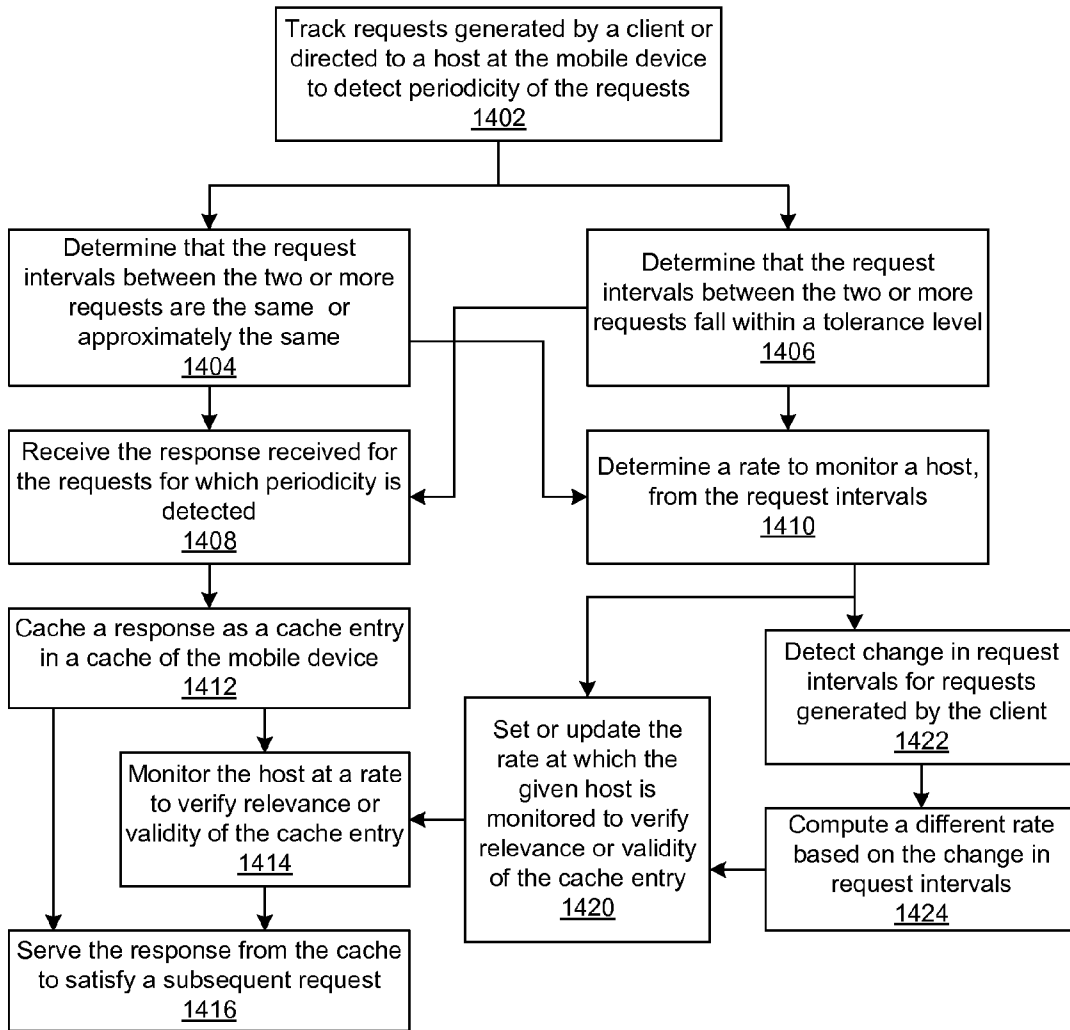 Track requests generated by a client or
directed to a host at the mobile device
to detect periodicity of the requests
1402
Determine that the request
intervals between the two or more
requests are the same or
approximately the same
1404
Determine that the request
intervals between the two or more
requests fall within a tolerance level
1406
Receive the response received for
the requests for which periodicity is
detected
1408
Determine a rate to monitor a host,
from the request intervals
1410
Cache a response as a cache entry
in a cache of the mobile device
1412
Detect change in request
intervals for requests
generated by the client
1422
Set or update the
rate at which the
given host is
monitored to verify
relevance or validity
of the cache entry
1420
Monitor the host at a rate
to verify relevance or
validity of the cache entry
1414
Compute a different rate
based on the change in
request intervals
1424
Serve the response from the cache
to satisfy a subsequent request
1416